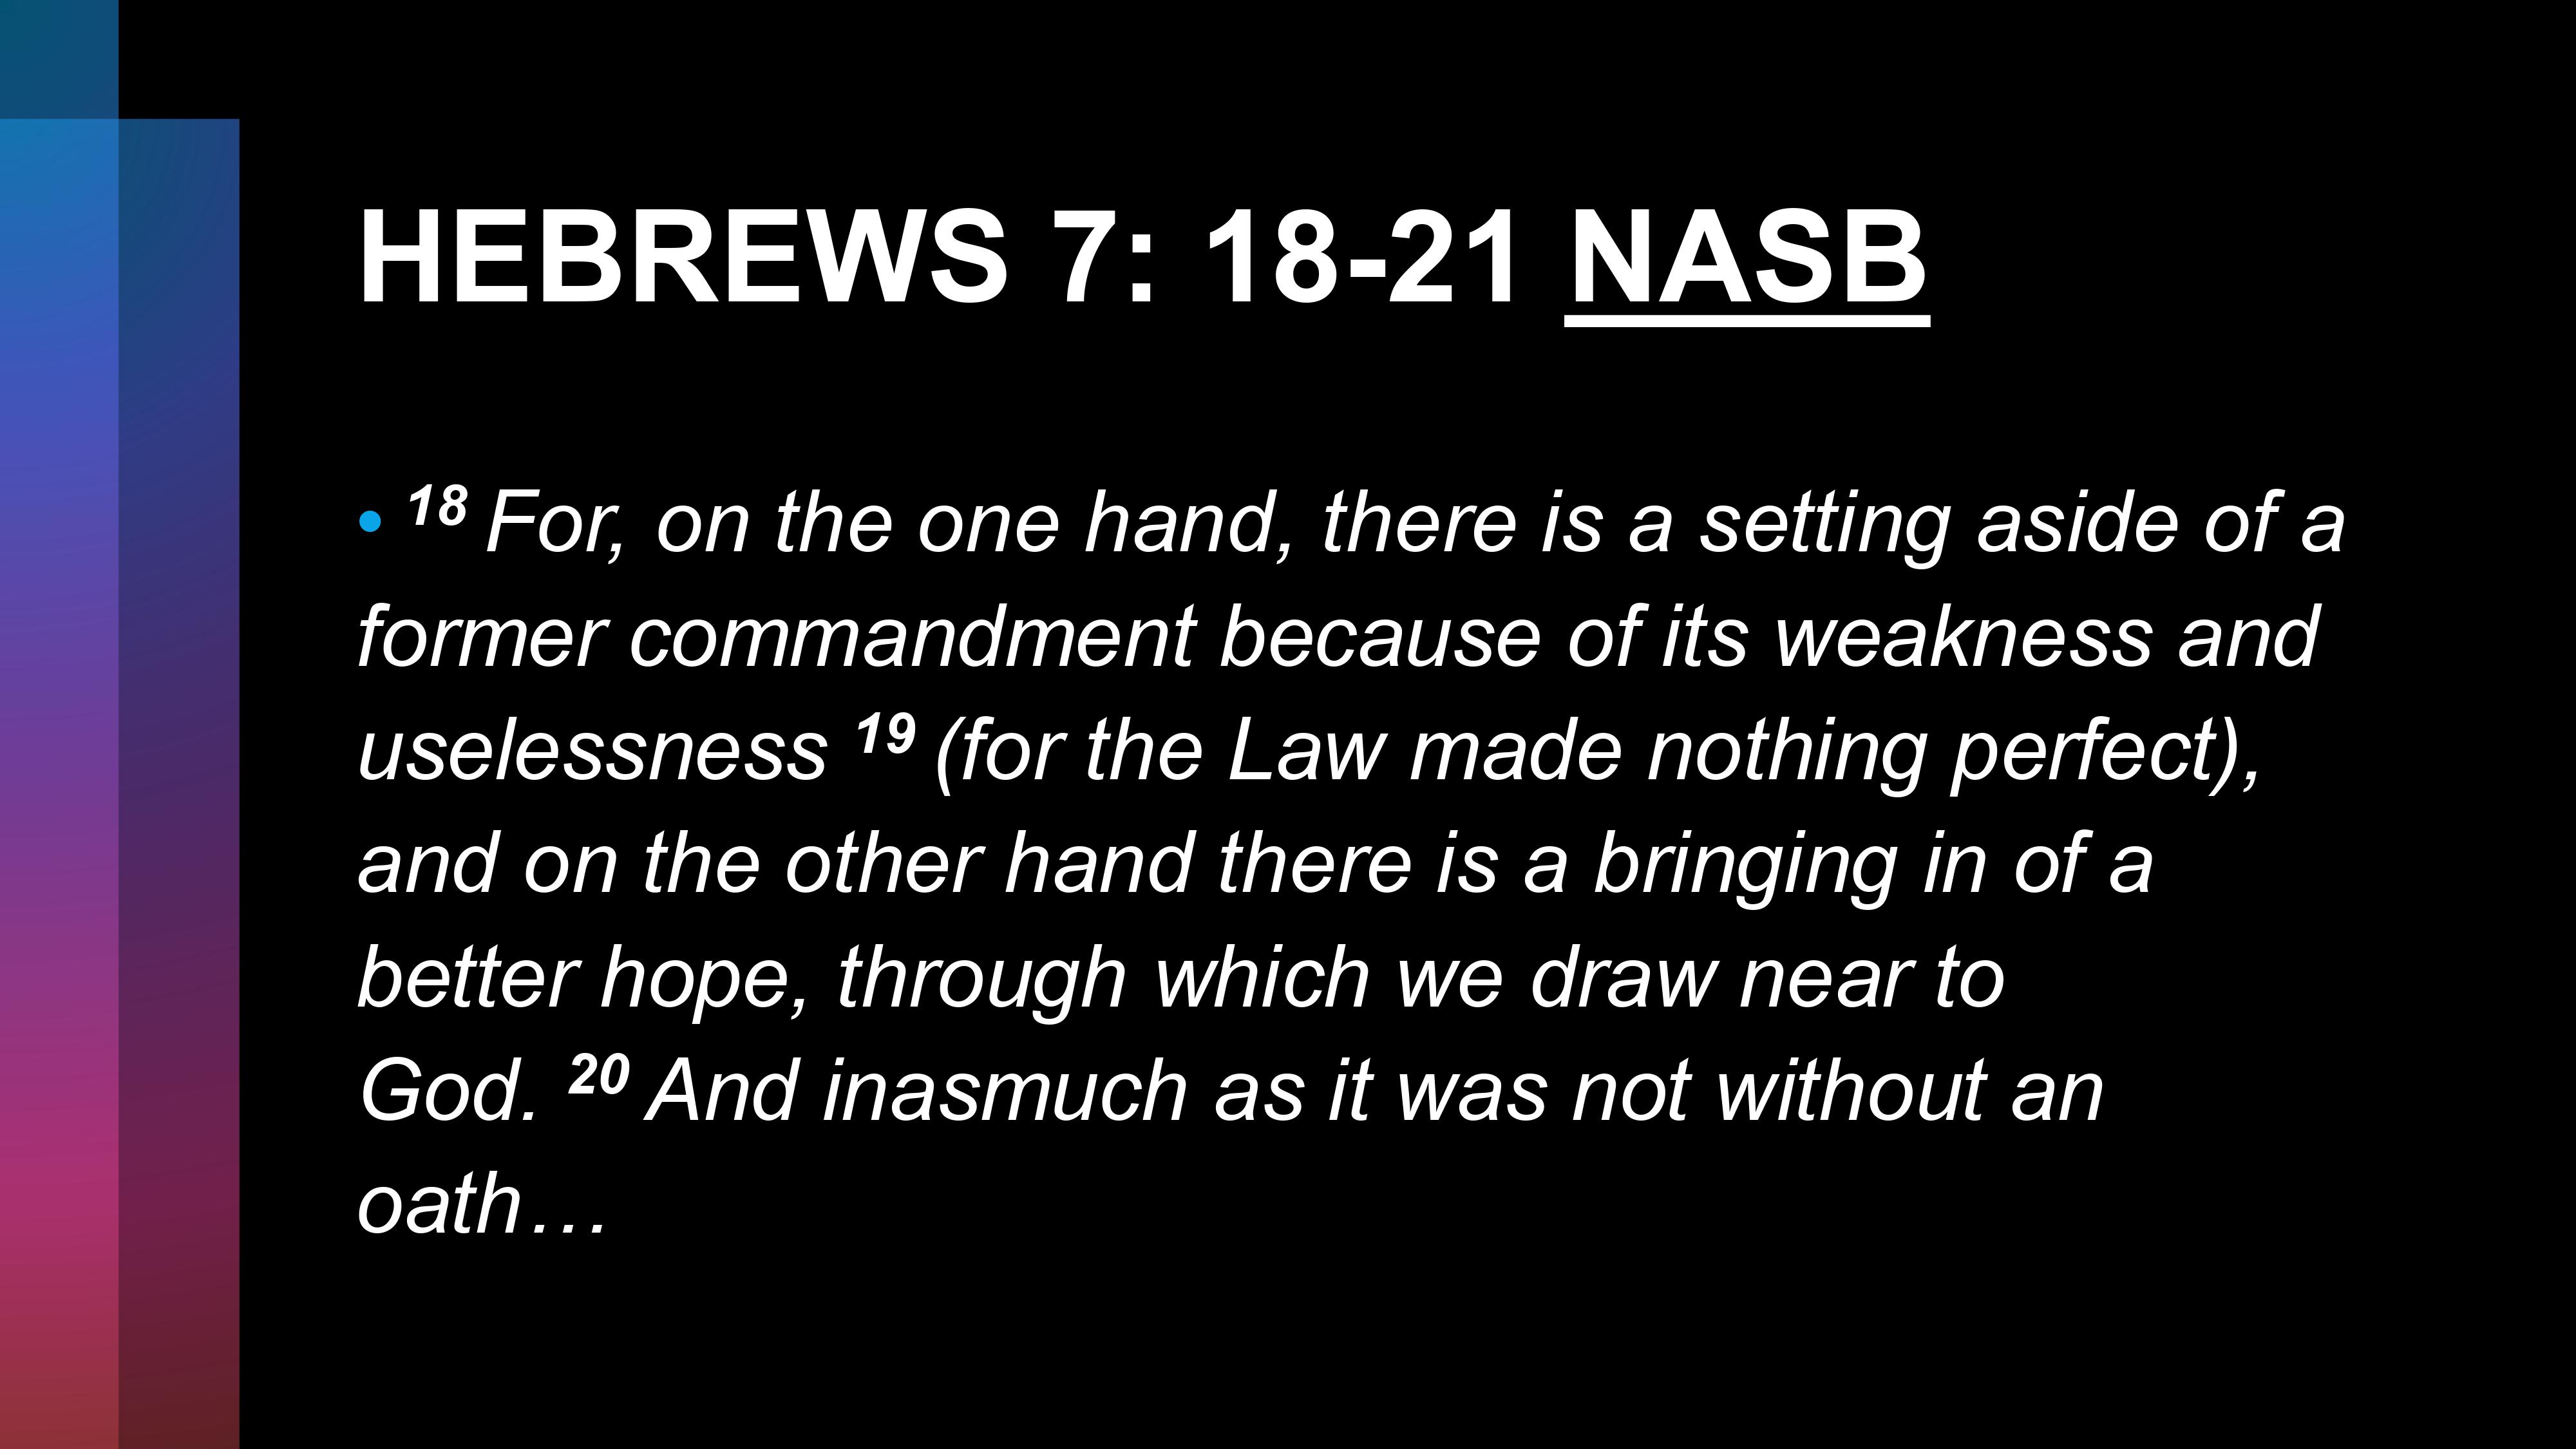 HEBREWS 7: 18-21 NASB
• 18 For, on the one hand, there is a setting aside of a
former commandment because of its weakness and
uselessness 19 (for the Law made nothing perfect),
and on the other hand there is a bringing in of a
better hope, through which we draw near to
God. 20 And inasmuch as it was not without an
oath…